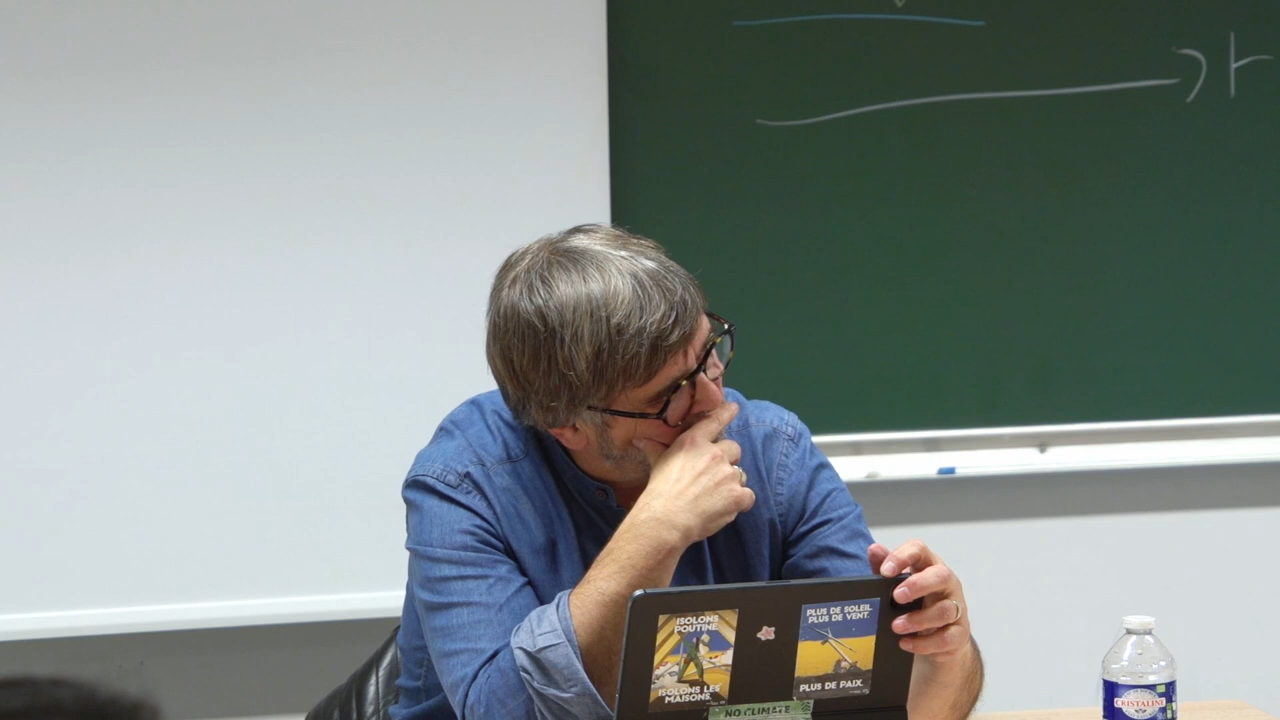 ISOLONS
POUTINE.
ISOLONS LES
MAISONS.
PLUS DE SOLEIL.
PLUS DE VENT.
PLUS DE PAIX.
NO CLIMATE
CRISTALINE